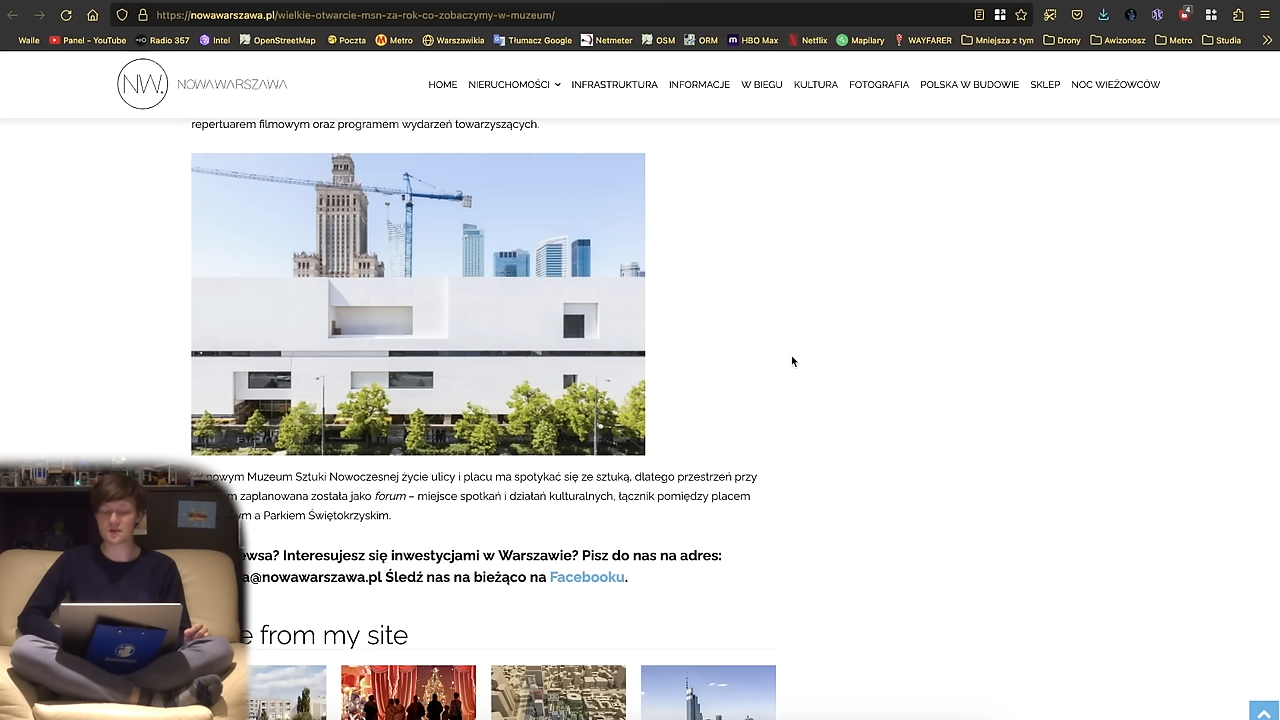 https://nowawarszawa.pl/wielkie-otwarcie-msn-za-rok-co-zobaczymy-w-muzeum/
4
Walle Panel - YouTube Radio 357 Intel OpenStreetMap Poczta Metro Warszawikia Tłumacz Google Netmeter OSM ORM HBO Max Netflix Mapilary WAYFARER Mniejsza z tym Drony Awizonosz Metro Studia
NW. NOWAWARSZAWA
HOME NIERUCHOMOŚCI INFRASTRUKTURA INFORMACJE W BIEGU KULTURA FOTOGRAFIA POLSKA W BUDOWIE SKLEP NOC WIEŻOWCÓW
repertuarem filmowym oraz programem wydarzeń towarzyszących.
nowym Muzeum Sztuki Nowoczesnej życie ulicy i placu ma spotykać się ze sztuką, dlatego przestrzeń przy
zaplanowana została jako forum – miejsce spotkań i działań kulturalnych, łącznik pomiędzy placem
a Parkiem Świętokrzyskim.
ewsa? Interesujesz się inwestycjami w Warszawie? Pisz do nas na adres:
a@nowawarszawa.pl Śledź nas na bieżąco na Facebooku.
e from my site